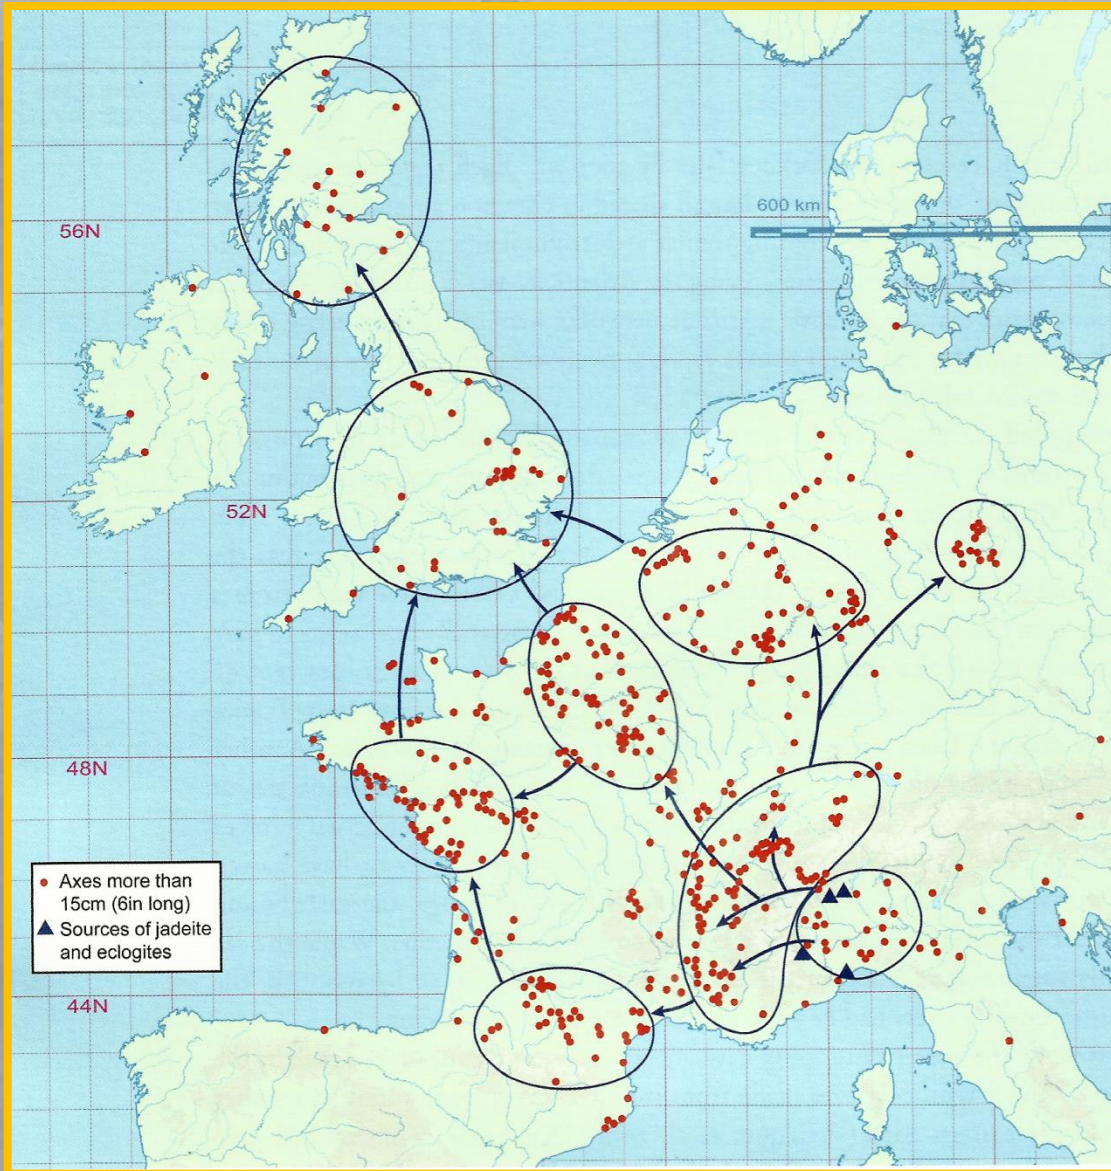 600 km
56N
52N
48N
44N
Axes more than
15cm (6in long)
Sources of jadeite
and eclogites